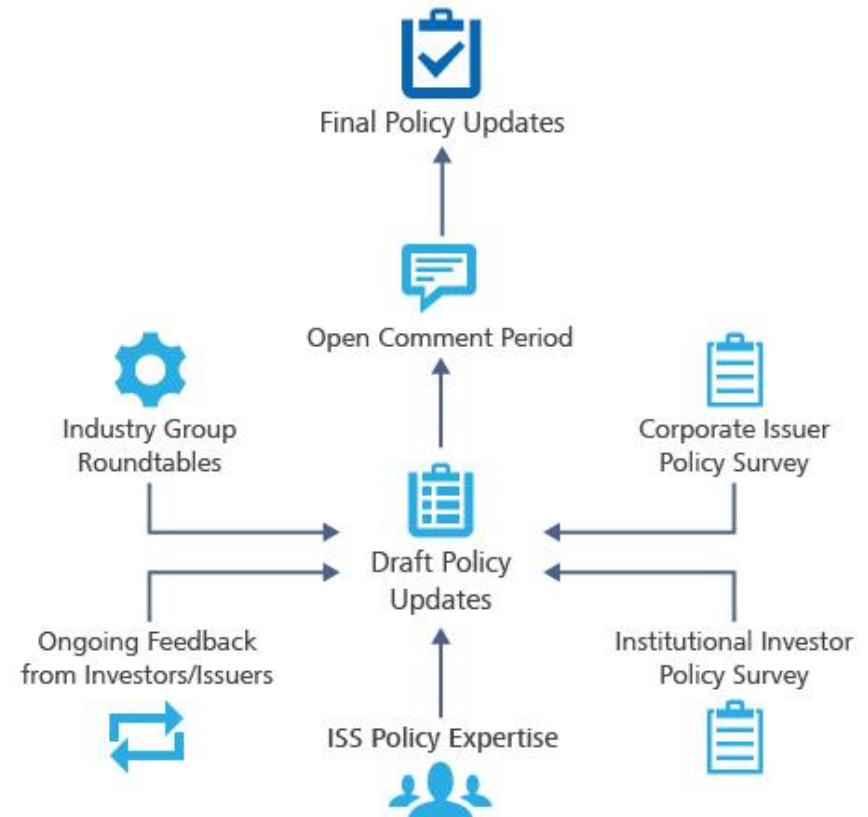 Final Policy Updates
Open Comment Period
Industry Group
Roundtables
Corporate Issuer
Policy Survey
Draft Policy
Updates
Ongoing Feedback
from Investors/Issuers
Institutional Investor
Policy Survey
ISS Policy Expertise